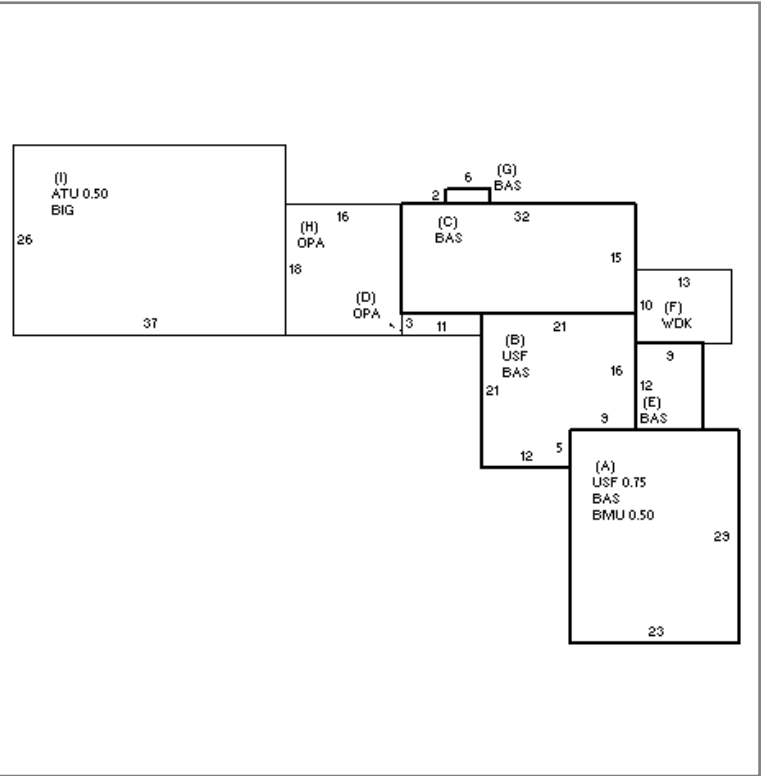 (I)
ATU 0.50
BIG
26
37
16
(H)
OPA
18
(D)
OPA
3
11
6
(G)
BAS
2
32
(C)
BAS
15
13
10
(F)
WDK
21
(B)
USF
BAS
16
21
9
12
(E)
BAS
9
5
12
(A)
USF 0.75
BAS
BMU 0.50
29
23